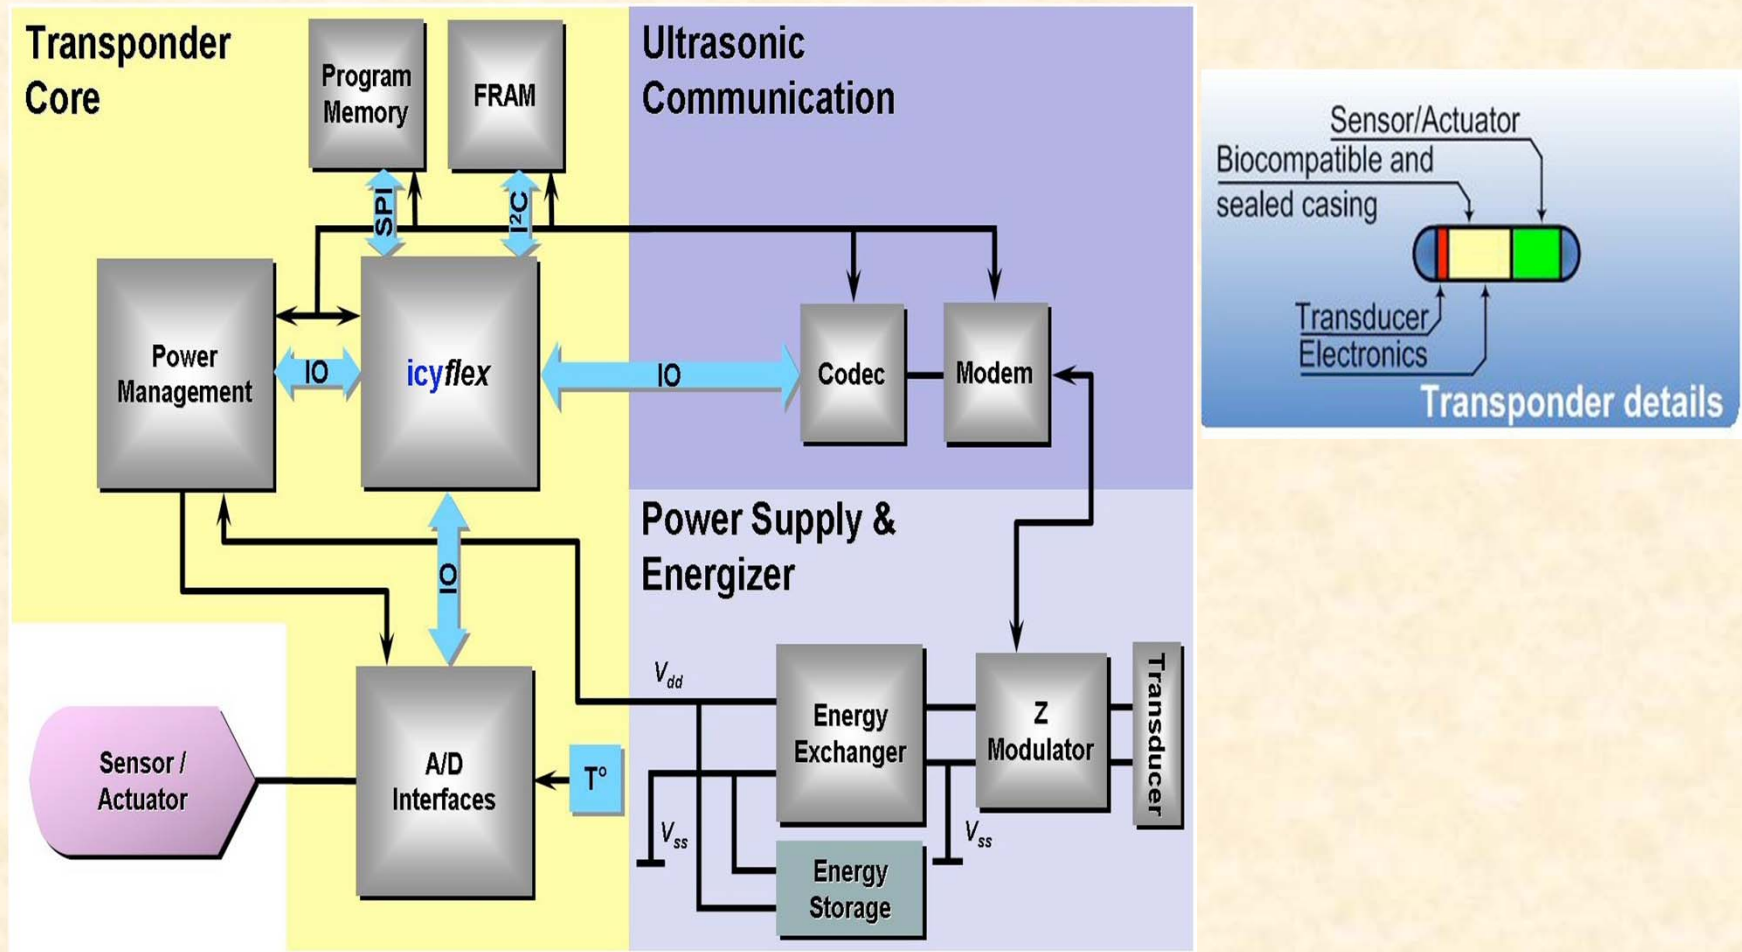 Transponder
Core
Program
Memory
FRAM
SPI
I²C
Power
Management
IO
icyflex
IO
IO
Sensor /
Actuator
A/D
Interfaces
T°
Ultrasonic
Communication
Codec
Modem
Power Supply &
Energizer
Vdd
Vss
Energy
Exchanger
Z
Modulator
Transducer
Vss
Energy
Storage
Sensor/Actuator
Biocompatible and
sealed casing
Transducer
Electronics
Transponder details